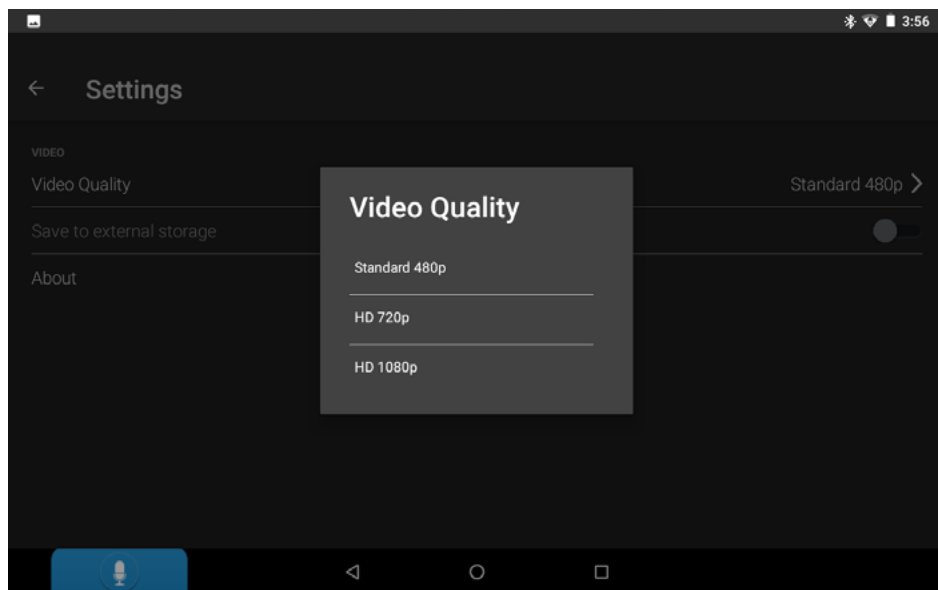 3:56
Settings
VIDEO
Video Quality
Standard 480p
Save to external storage
About
Video Quality
Standard 480p
HD 720p
HD 1080p